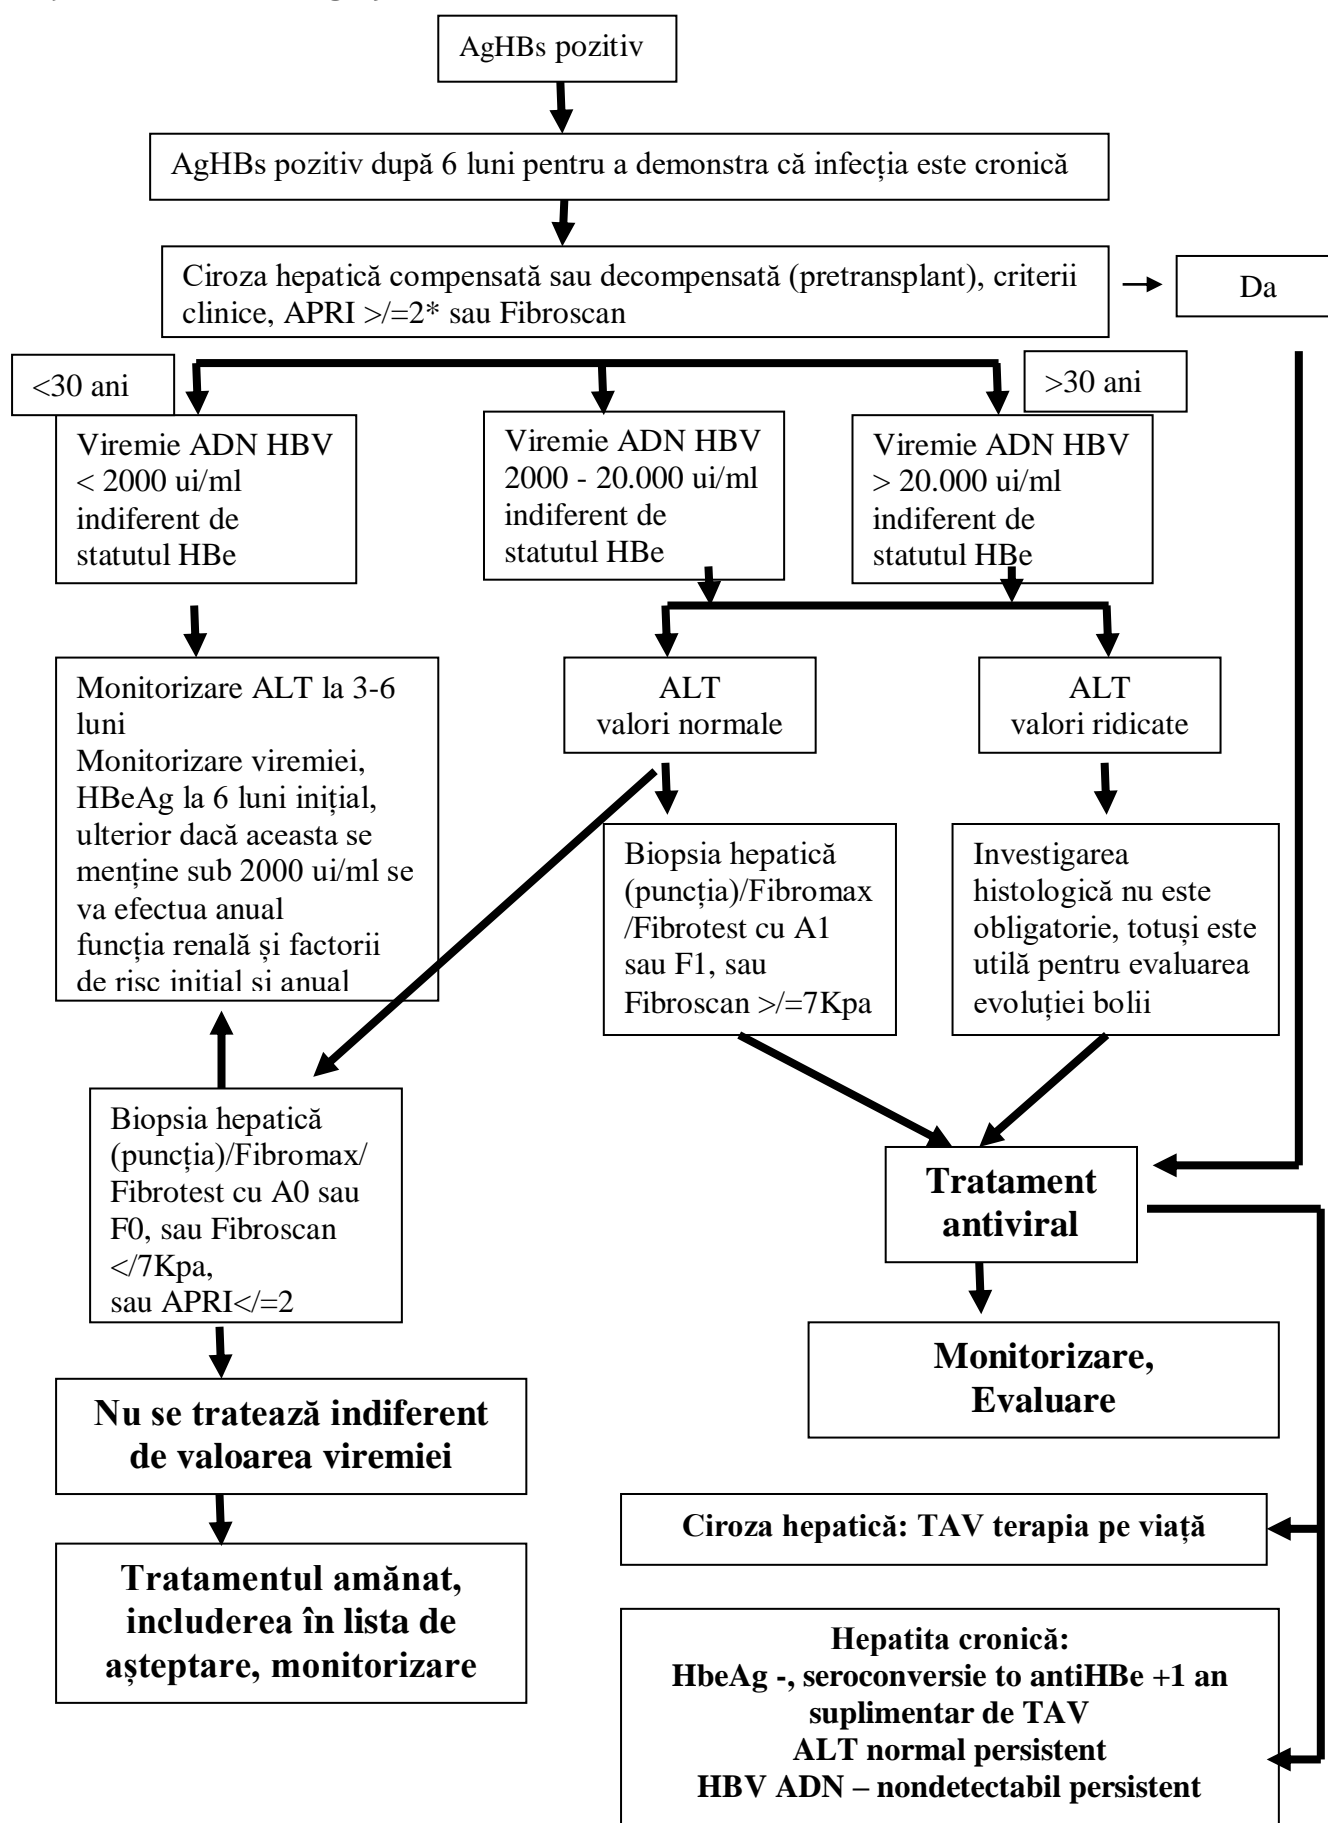 AgHBs pozitiv
AgHBs pozitiv după 6 luni pentru a demonstra că infecția este cronică
Ciroza hepatică compensată sau decompensată (pretransplant), criterii
clinice, APRI >/=2* sau Fibroscan
Da
<30 ani
>30 ani
Viremie ADN HBV
< 2000 ui/ml
indiferent de
statutul HBe
Viremie ADN HBV
2000 - 20.000 ui/ml
indiferent de
statutul HBe
Viremie ADN HBV
> 20.000 ui/ml
indiferent de
statutul HBe
Monitorizare ALT la 3-6
luni
Monitorizare viremiei,
HBeAg la 6 luni inițial,
ulterior dacă aceasta se
menține sub 2000 ui/ml se
va efectua anual
funcția renală și factorii
de risc inițial și anual
ALT
valori normale
ALT
valori ridicate
Biopsia hepatică
(puncția)/Fibromax
/Fibrotest cu A1
sau F1, sau
Fibroscan >/=7Kpa
Investigarea
histologică nu este
obligatorie, totuși este
utilă pentru evaluarea
evoluției bolii
Biopsia hepatică
(puncția)/Fibromax/
Fibrotest cu A0 sau
F0, sau Fibroscan
</7Kpa,
sau APRI</=2
Tratament
antiviral
Monitorizare,
Evaluare
Nu se tratează indiferent
de valoarea viremiei
Ciroza hepatică: TAV terapia pe viață
Tratamentul amănat,
includerea în lista de
așteptare, monitorizare
Hepatita cronică:
HbeAg -, seroconversie to antiHBe +1 an
suplimentar de TAV
ALT normal persistent
HBV ADN – nondetectabil persistent